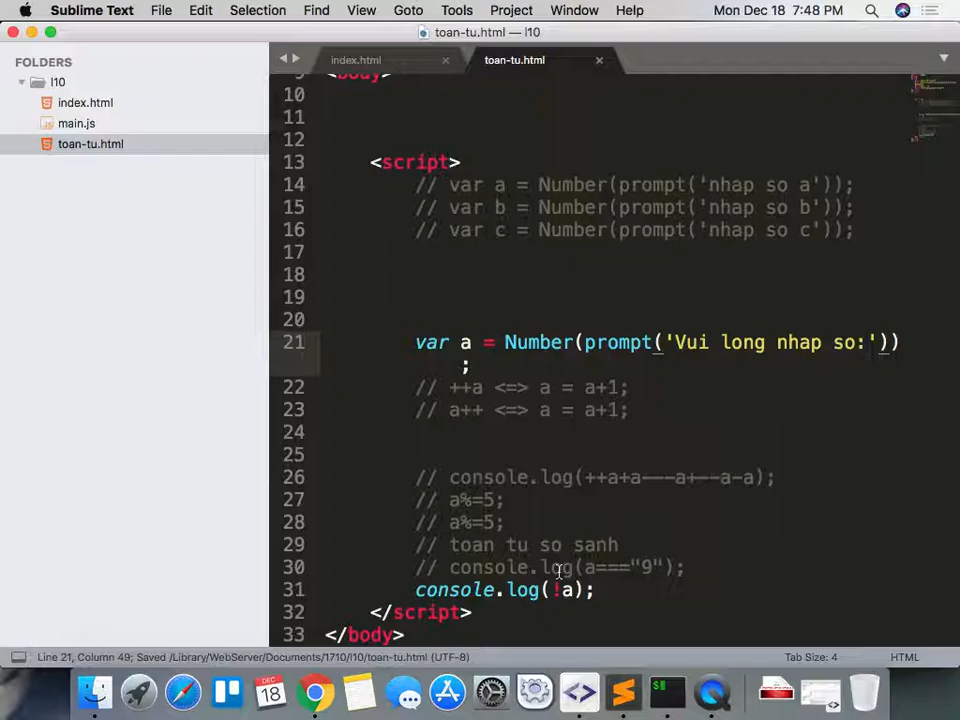 Sublime Text File Edit Selection Find View Goto Tools Project Window Help Mon Dec 18 7:48 PM
toan-tu.html — l10
FOLDERS
l10
index.html
main.js
toan-tu.html
index.html
toan-tu.html
<body>
10
11
12
13 <script>
14 // var a = Number(prompt('nhap so a'));
15 // var b = Number(prompt('nhap so b'));
16 // var c = Number(prompt('nhap so c'));
17
18
19
20
21 var a = Number(prompt('Vui long nhap so:'))
;
22 // ++a <=> a = a+1;
23 // a++ <=> a = a+1;
24
25
26 // console.log(++a+a---a+--a-a);
27 // a%=5;
28 // a%=5;
29 // toan tu so sanh
30 // console.log(a==="9");
31 console.log(!a);
32 </script>
33 </body>
Line 21, Column 49; Saved /Library/WebServer/Documents/1710/l10/toan-tu.html (UTF-8) Tab Size: 4 HTML
DEC
18